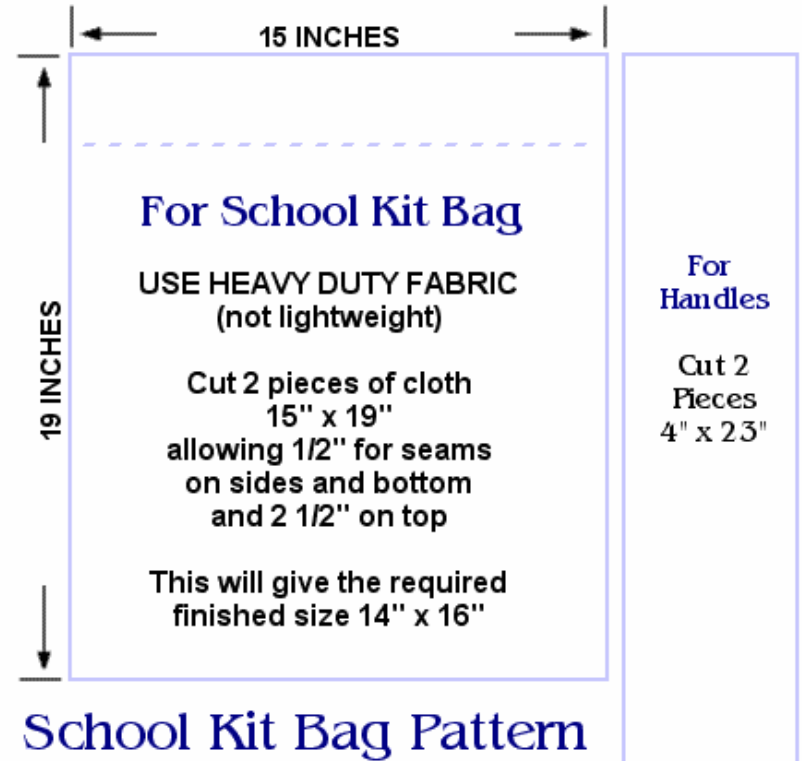 15 INCHES
19 INCHES
For School Kit Bag
USE HEAVY DUTY FABRIC
(not lightweight)
Cut 2 pieces of cloth
15" x 19"
allowing 1/2" for seams
on sides and bottom
and 2 1/2" on top
This will give the required
finished size 14" x 16"
For
Handles
Cut 2
Pieces
4" x 23"
School Kit Bag Pattern